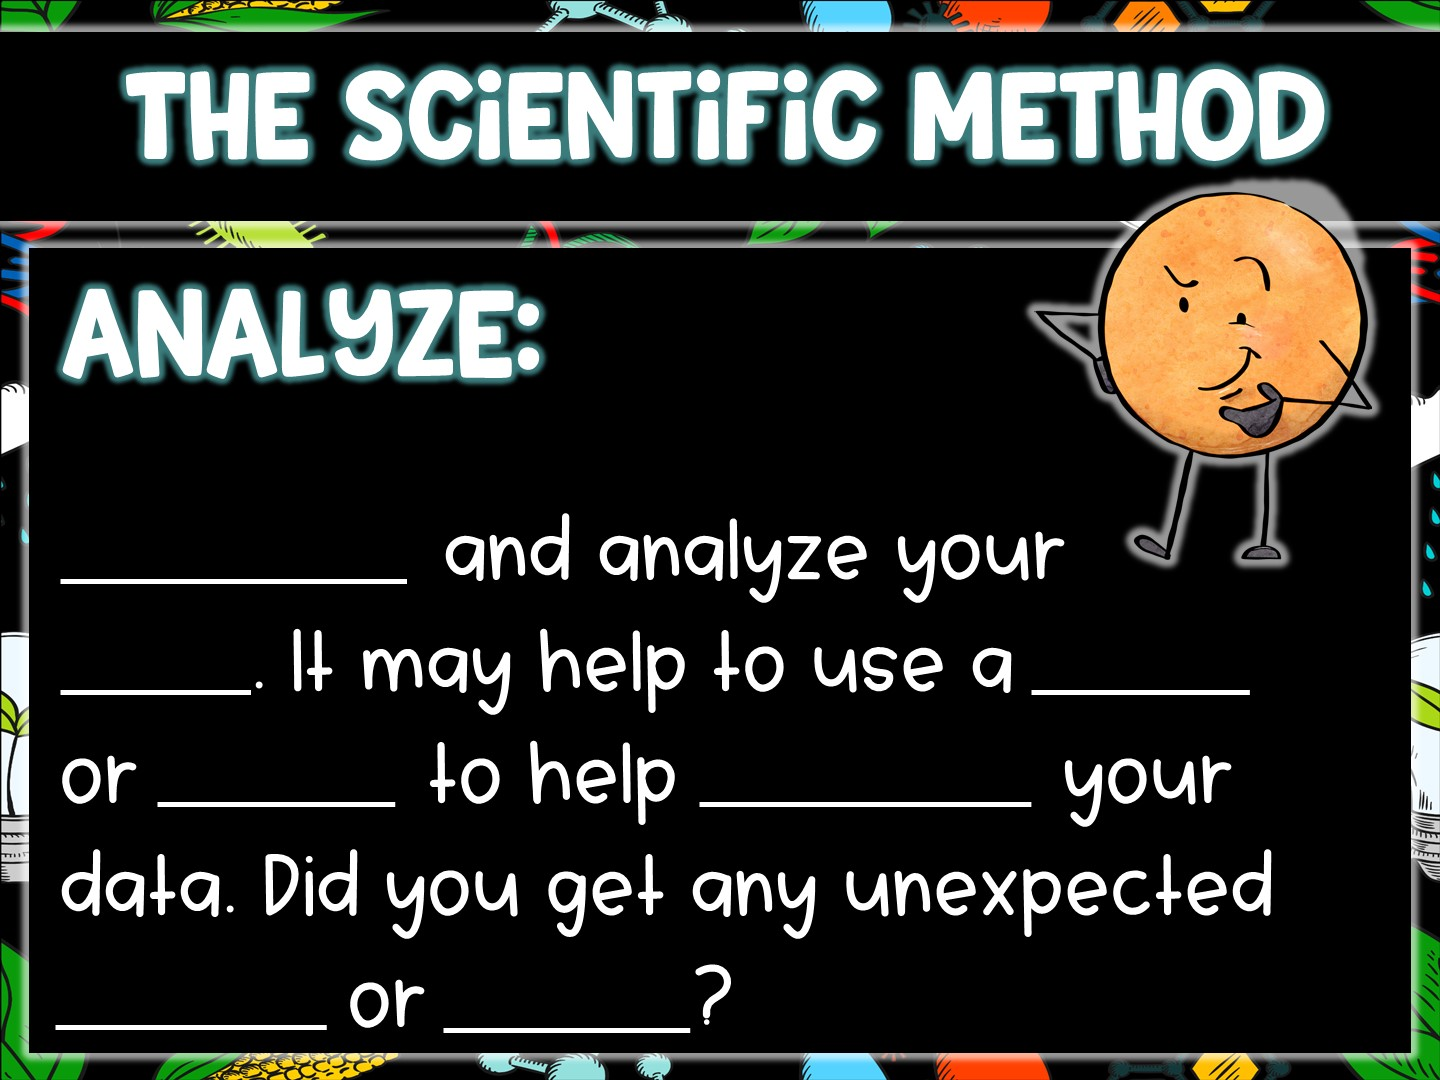 THE SCiENTiFiC METHOD
ANALYZE:
__________ and analyze your
_____. It may help to use a ______
or ______ to help _________ your
data. Did you get any unexpected
_______ or _______?